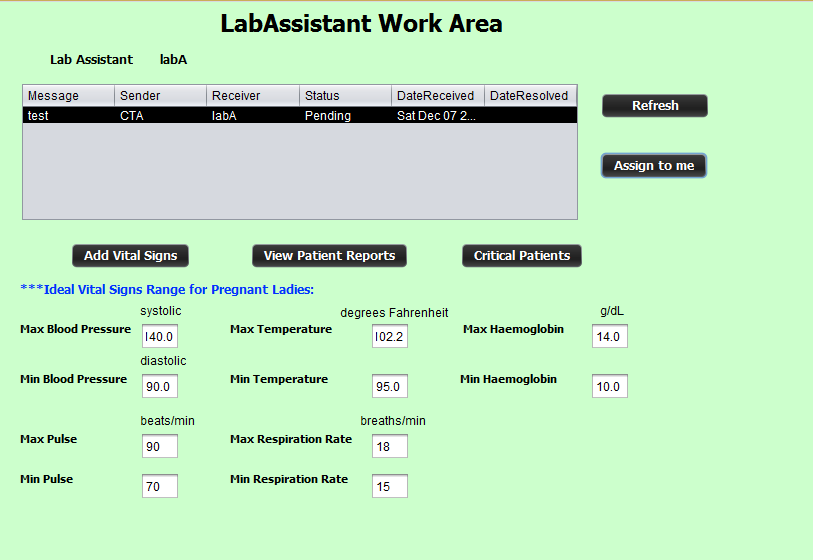 LabAssistant Work Area
Lab Assistant labA
Message Sender Receiver Status DateReceived DateResolved
test CTA labA Pending Sat Dec 07 2...
Refresh
Assign to me
Add Vital Signs View Patient Reports Critical Patients
***Ideal Vital Signs Range for Pregnant Ladies:
systolic degrees Fahrenheit g/dL
Max Blood Pressure 140.0 Max Temperature 102.2 Max Haemoglobin 14.0
diastolic
Min Blood Pressure 90.0 Min Temperature 95.0 Min Haemoglobin 10.0
beats/min breaths/min
Max Pulse 90 Max Respiration Rate 18
Min Pulse 70 Min Respiration Rate 15